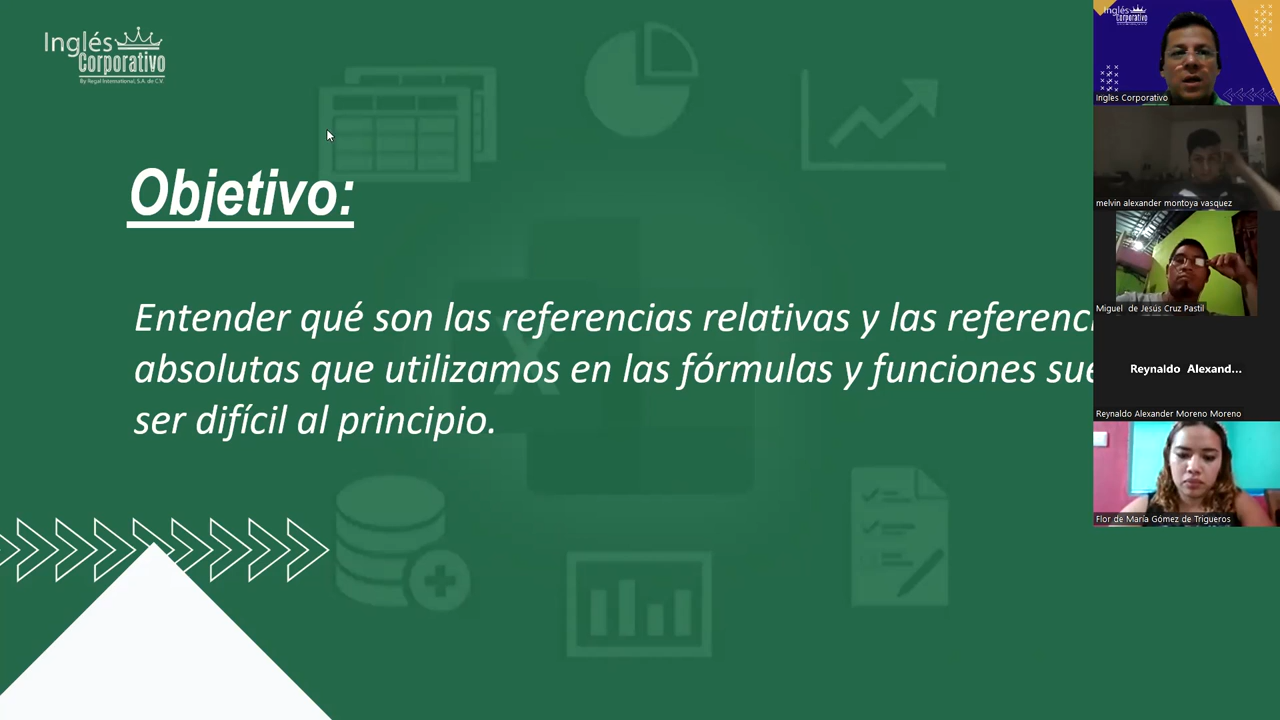 Inglés
Corporativo
By Regal International, S.A. de C.V.
Objetivo:
Entender qué son las referencias relativas y las referenci
absolutas que utilizamos en las fórmulas y funciones sue
ser difícil al principio.
Inglés
Corporativo
Ingles Corporativo
melvin alexander montoya vasquez
Miguel de Jesús Cruz Pastil
Reynaldo Alexand...
Reynaldo Alexander Moreno Moreno
Flor de María Gómez de Trigueros